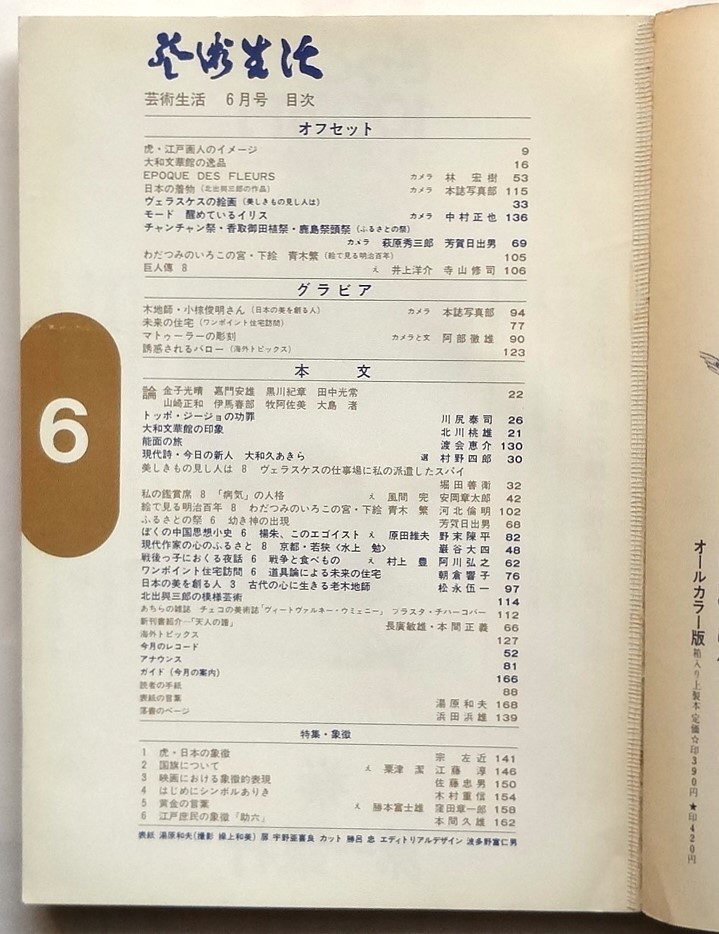 芸術生活
芸術生活 6月号 目次
オフセット
虎・江戸画人のイメージ 9
大和文華館の逸品 16
EPOQUE DES FLEURS カメラ 林 宏樹 53
日本の着物（北出與三郎の作品） カメラ 本誌写真部 115
ヴェラスケスの絵画（美しきもの見し人は） 33
モード 醒めているイリス カメラ 中村正也 136
チャンチャン祭・香取御田植祭・鹿島祭頭祭（ふるさとの祭）
カメラ 萩原秀三郎 芳賀日出男 69
わだつみのいろこの宮・下絵 青木繁（絵で見る明治百年） 105
巨人傳 8 え 井上洋介 寺山修司 106
グラビア
木地師・小椋俊明さん（日本の美を創る人） カメラ 本誌写真部 94
未来の住宅（ワンポイント住宅訪問） 77
マトゥーラーの彫刻 カメラと文 阿部徹雄 90
誘惑されるバロー（海外トピックス） 123
本文
論 金子光晴 嘉門安雄 黒川紀章 田中光常
山崎正和 伊馬春部 牧阿佐美 大島渚 22
トッポ・ジージョの功罪 川尻泰司 26
大和文華館の印象 北川桃雄 21
能面の旅 渡会恵介 130
現代詩・今日の新人 大和久あきら 選 村野四郎 30
美しきもの見し人は 8 ヴェラスケスの仕事場に私の派遣したスパイ
堀田善衛 32
私の鑑賞席 8 「病気」の人格 え 風間完 安岡章太郎 42
絵で見る明治百年 8 わだつみのいろこの宮・下絵 青木繁 河北倫明 102
ふるさとの祭 6 幼き神の出現 芳賀日出男 68
ぼくの中国思想小史 6 楊朱、このエゴイスト え 原田維夫 野末陳平 82
現代作家の心のふるさと 8 京都・若狭〈水上 勉〉 巌谷大四 48
戦後っ子におくる夜話 6 戦争と食べもの え 村上豊 阿川弘之 62
ワンポイント住宅訪問 6 道具論による未来の住宅 朝倉響子 76
日本の美を創る人 3 古代の心に生きる老木地師 松永伍一 97
北出與三郎の模様芸術 114
あちらの雑誌 チェコの美術誌「ヴィートヴァルネー・ウミェニー」 フラスタ・チハーコバー 112
新刊書紹介─「天人の譜」 長廣敏雄・本間正義 66
海外トピックス 127
今月のレコード 52
アナウンス 81
ガイド（今月の案内） 166
読者の手紙 88
表紙の言葉 湯原和夫 168
落書のページ 浜田浜雄 139
特集・象徴
1 虎・日本の象徴 宗左近 141
2 国旗について え 粟津潔 江藤淳 146
3 映画における象徴的表現 佐藤忠男 150
4 はじめにシンボルありき 木村重信 154
5 黄金の言葉 え 勝本富士雄 窪田章一郎 158
6 江戸庶民の象徴「助六」 本間久雄 162
表紙 湯原和夫（撮影 操上和美） 扉 宇野亜喜良 カット 勝呂忠 エディトリアルデザイン 波多野富仁男
6
オールカラー版
箱入り上製本定価☆印390円 ★印420円